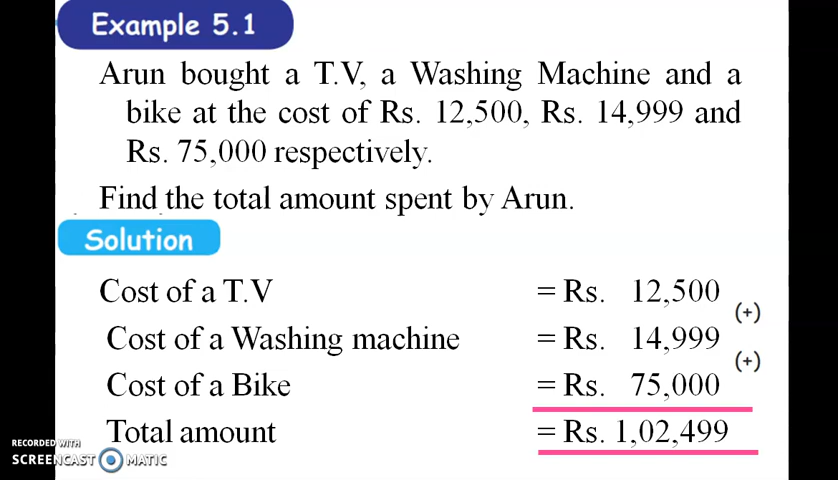 Example 5.1
Arun bought a T.V, a Washing Machine and a
bike at the cost of Rs. 12,500, Rs. 14,999 and
Rs. 75,000 respectively.
Find the total amount spent by Arun.
Solution
Cost of a T.V = Rs. 12,500
(+)
Cost of a Washing machine = Rs. 14,999
(+)
Cost of a Bike = Rs. 75,000
Total amount = Rs. 1,02,499
RECORDED WITH
SCREENCAST MATIC